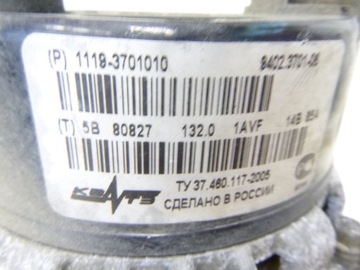 (P) 1118-3701010 8402.3701-06
(T) 5B 80827 132.0 1AVF 14В 85А
КЗАТЭ
ТУ 37.460.117-2005
СДЕЛАНО В РОССИИ